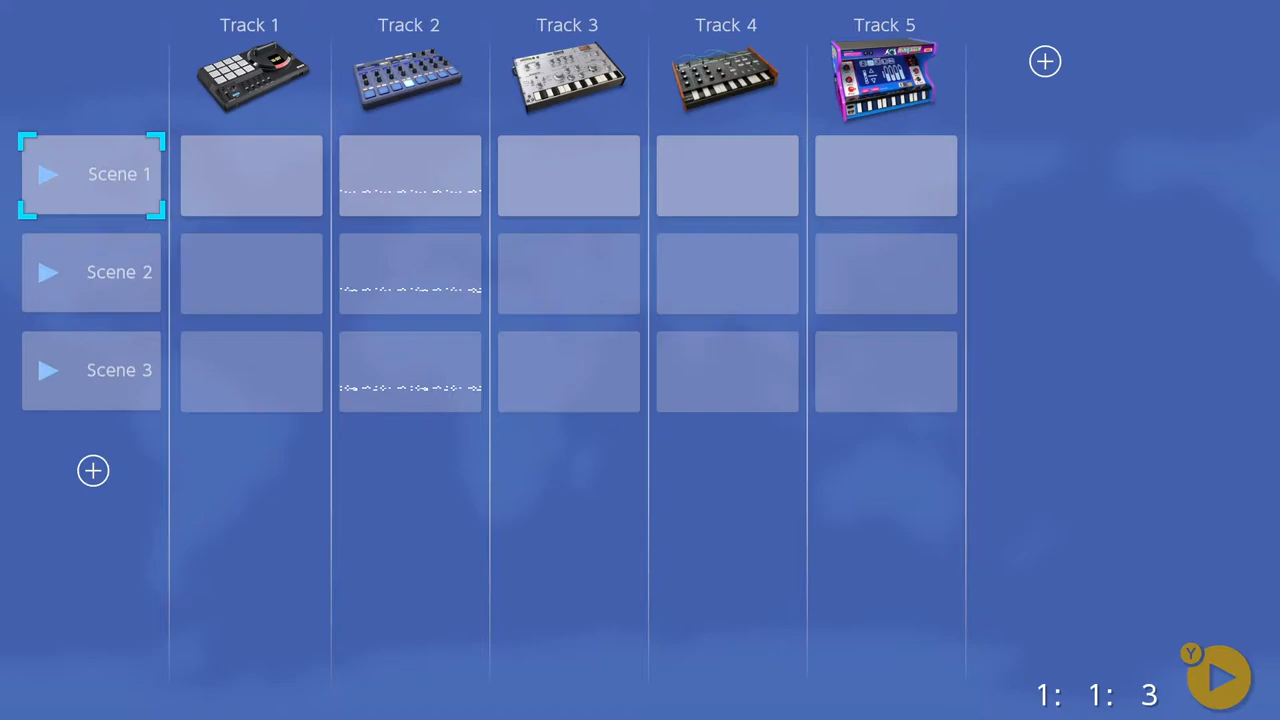 Track 1
Track 2
Track 3
Track 4
Track 5
Scene 1
Scene 2
Scene 3
1: 1: 3
Y